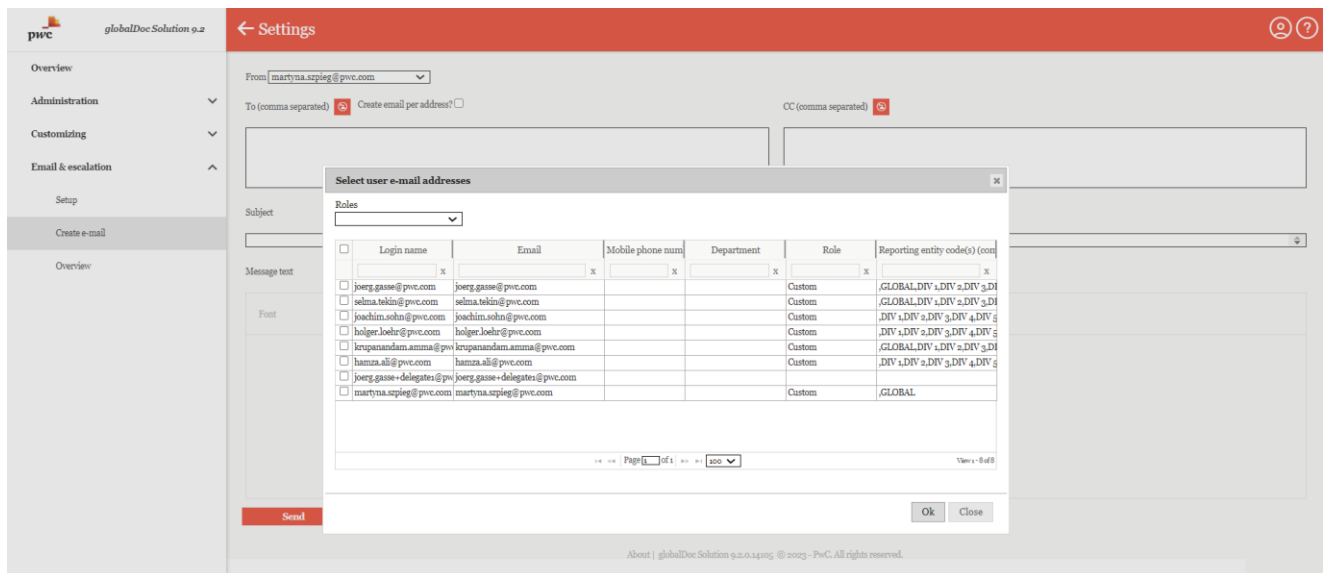 pwc
globalDoc Solution 9.2
← Settings
Overview
Administration
Customizing
Email & escalation
Setup
Create e-mail
Overview
From martyna.szpieg@pwc.com
To (comma separated) Create email per address?
CC (comma separated)
Subject
Message text
Font
Send
Select user e-mail addresses
x
Roles
Login name Email Mobile phone num Department Role Reporting entity code(s) (com
x x x x x x
joerg.gasse@pwc.com joerg.gasse@pwc.com Custom ,GLOBAL,DIV 1,DIV 2,DIV 3,DI
selma.tekin@pwc.com selma.tekin@pwc.com Custom ,GLOBAL,DIV 1,DIV 2,DIV 3,DI
joachim.sohn@pwc.com joachim.sohn@pwc.com Custom ,DIV 1,DIV 2,DIV 3,DIV 4,DIV 5
holger.loehr@pwc.com holger.loehr@pwc.com Custom ,DIV 1,DIV 2,DIV 3,DIV 4,DIV 5
krupanandam.amma@pw krupanandam.amma@pwc.com Custom ,GLOBAL,DIV 1,DIV 2,DIV 3,DI
hamza.ali@pwc.com hamza.ali@pwc.com Custom ,DIV 1,DIV 2,DIV 3,DIV 4,DIV 5
joerg.gasse+delegate1@pw joerg.gasse+delegate1@pwc.com
martyna.szpieg@pwc.com martyna.szpieg@pwc.com Custom ,GLOBAL
Page 1 of 1 100 View 1 - 8 of 8
Ok Close
About | globalDoc Solution 9.2.0.14105 © 2023 - PwC. All rights reserved.